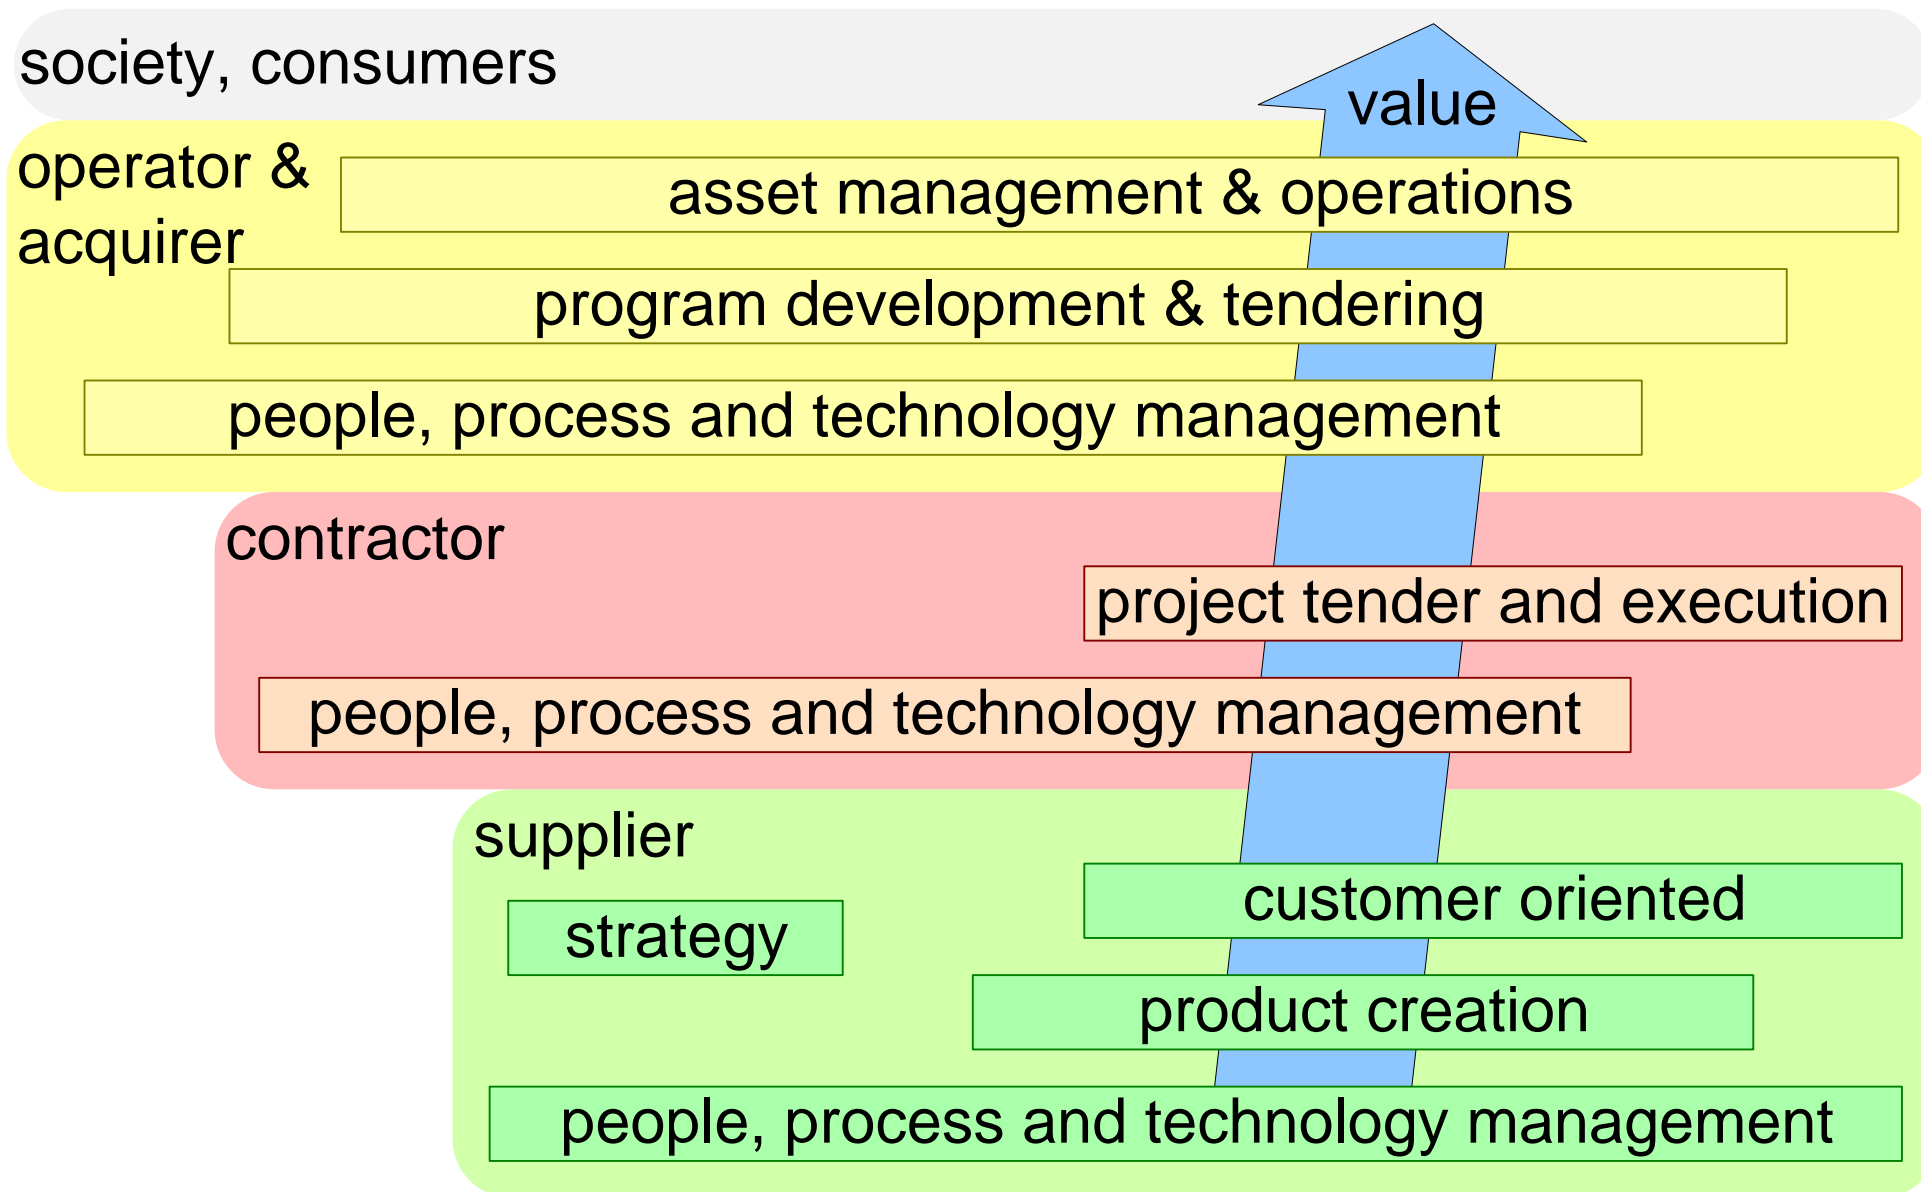 society, consumers
value
operator &
acquirer
asset management & operations
program development & tendering
people, process and technology management
contractor
project tender and execution
people, process and technology management
supplier
customer oriented
strategy
product creation
people, process and technology management